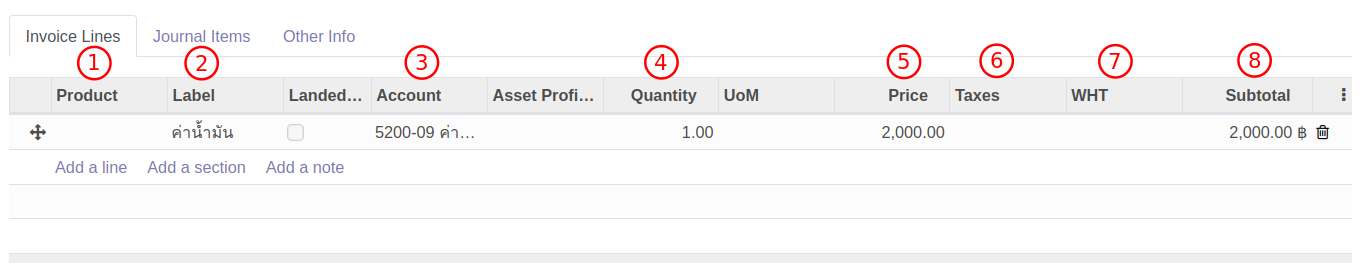 Invoice Lines Journal Items Other Info
1 2 3 4 5 6 7 8
Product Label Landed... Account Asset Profi... Quantity UoM Price Taxes WHT Subtotal
ค่าน้ำมัน 5200-09 ค่า... 1.00 2,000.00 2,000.00 ฿
Add a line Add a section Add a note